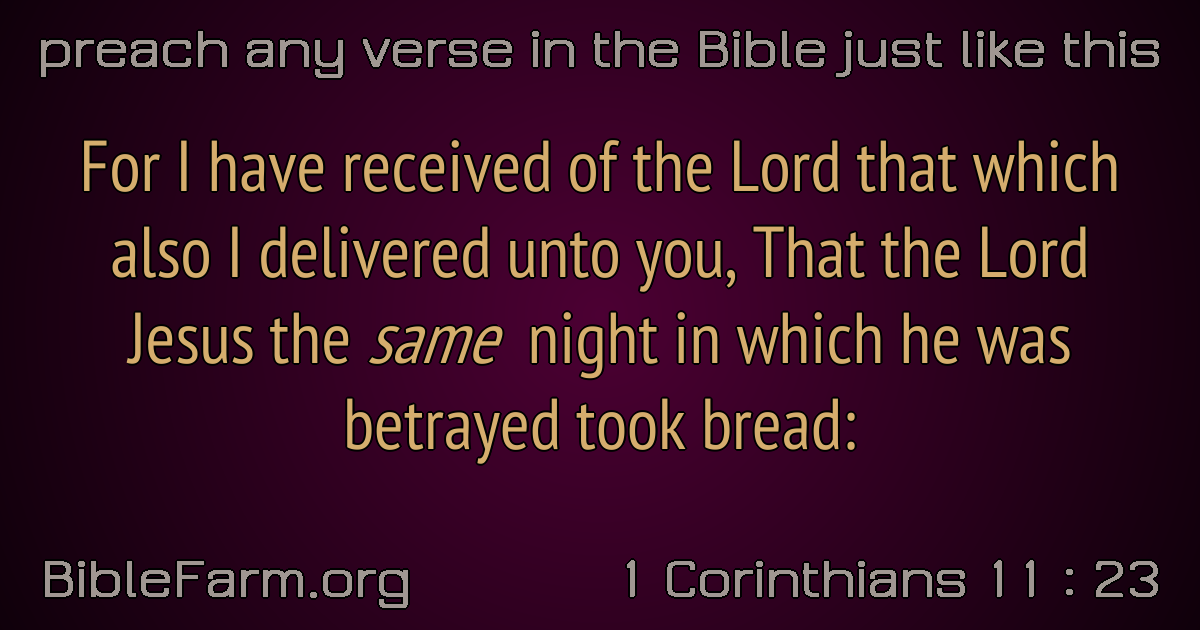 preach any verse in the Bible just like this
For I have received of the Lord that which
also I delivered unto you, That the Lord
Jesus the same night in which he was
betrayed took bread:
BibleFarm.org
1 Corinthians 11 : 23